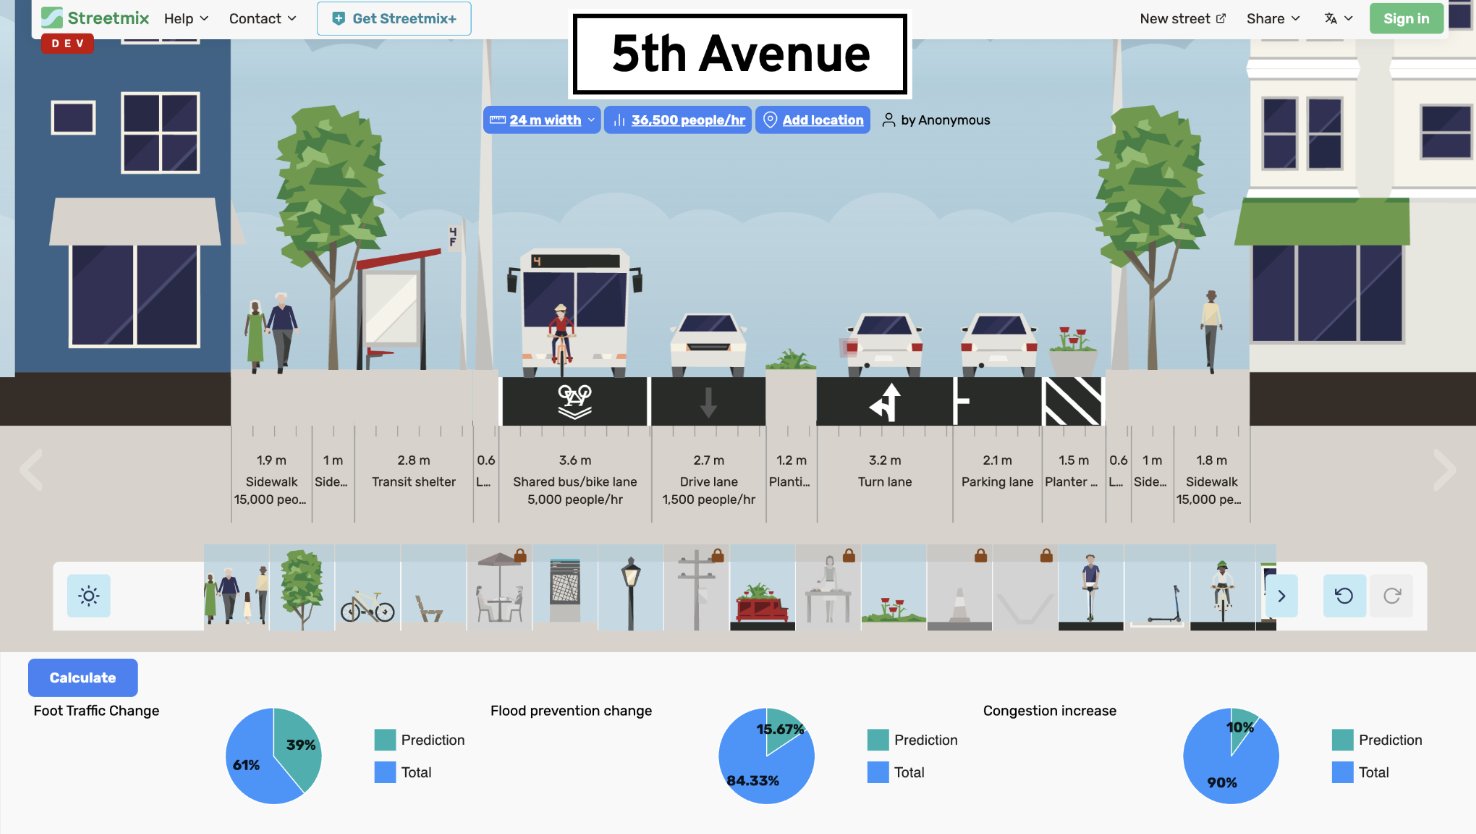 Streetmix
DEV
Help
Contact
Get Streetmix+
New street
Share
Sign in
5th Avenue
24 m width
36,500 people/hr
Add location
by Anonymous
4
F
4
1.9 m
Sidewalk
15,000 peo...
1 m
Side...
2.8 m
Transit shelter
0.6
L...
3.6 m
Shared bus/bike lane
5,000 people/hr
2.7 m
Drive lane
1,500 people/hr
1.2 m
Planti...
3.2 m
Turn lane
2.1 m
Parking lane
1.5 m
Planter ...
0.6
L...
1 m
Side...
1.8 m
Sidewalk
15,000 pe...
Calculate
Foot Traffic Change
39%
61%
Prediction
Total
Flood prevention change
15.67%
84.33%
Prediction
Total
Congestion increase
10%
90%
Prediction
Total